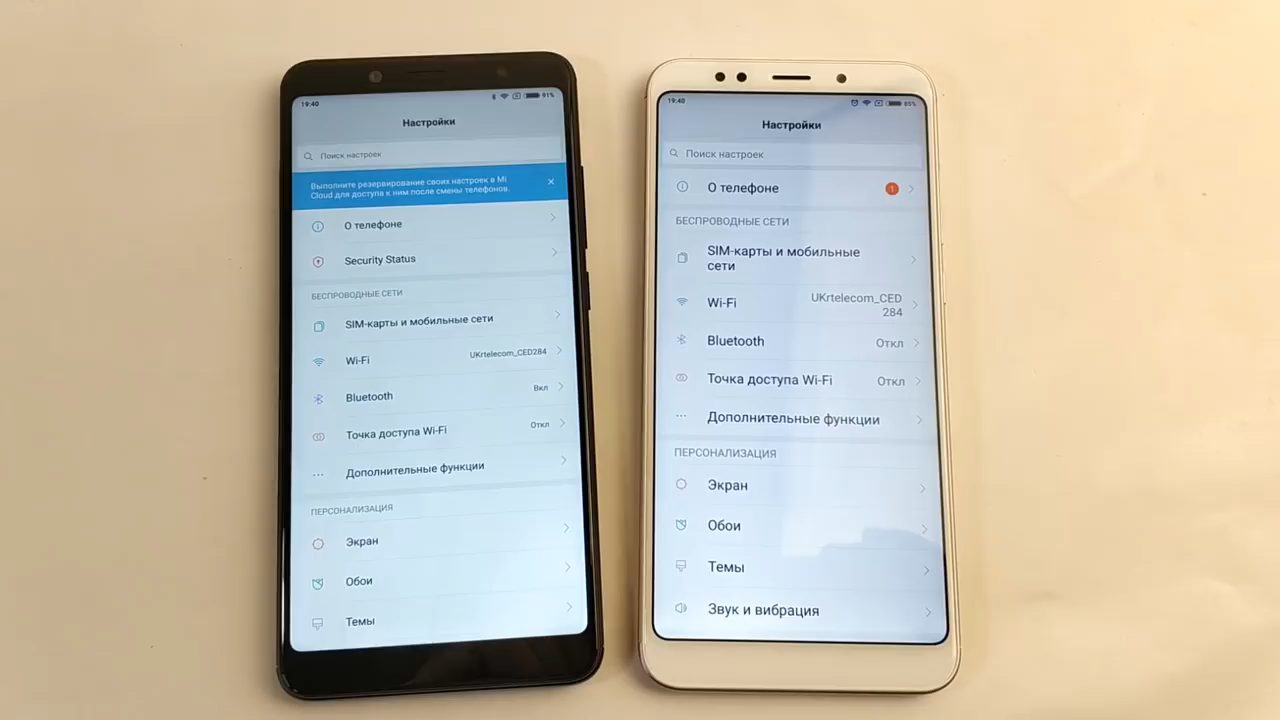 19:40
91%
Настройки
Поиск настроек
Выполните резервирование своих настроек в Mi
Cloud для доступа к ним после смены телефонов.
О телефоне
Security Status
БЕСПРОВОДНЫЕ СЕТИ
SIM-карты и мобильные сети
Wi-Fi
UKrtelecom_CED284
Bluetooth
Вкл
Точка доступа Wi-Fi
Откл
Дополнительные функции
ПЕРСОНАЛИЗАЦИЯ
Экран
Обои
Темы
19:40
85%
Настройки
Поиск настроек
О телефоне
1
БЕСПРОВОДНЫЕ СЕТИ
SIM-карты и мобильные
сети
Wi-Fi
UKrtelecom_CED
284
Bluetooth
Откл
Точка доступа Wi-Fi
Откл
Дополнительные функции
ПЕРСОНАЛИЗАЦИЯ
Экран
Обои
Темы
Звук и вибрация